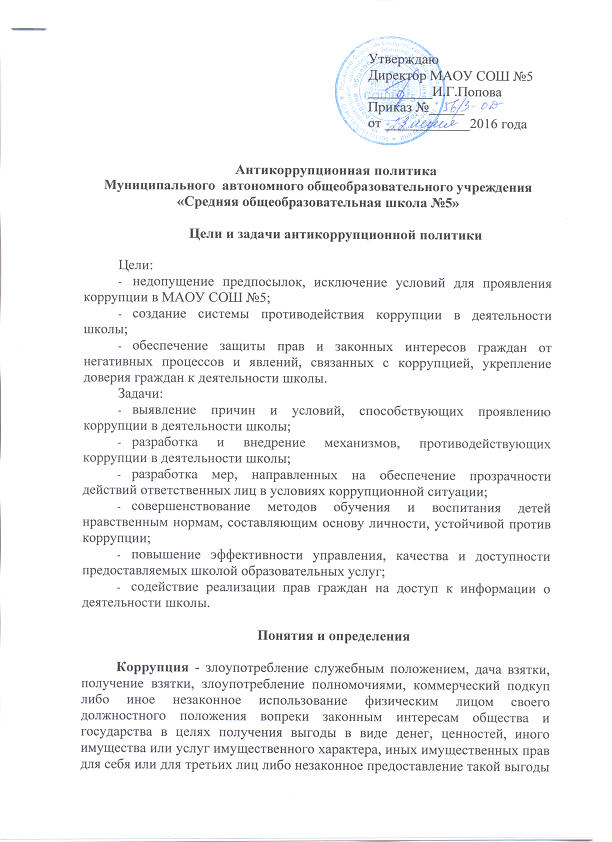 Утверждаю
Директор МАОУ СОШ №5
_________И.Г.Попова
Приказ № 56/3-ОД
от ____________2016 года
Антикоррупционная политика
Муниципального автономного общеобразовательного учреждения
«Средняя общеобразовательная школа №5»
Цели и задачи антикоррупционной политики
Цели:
- недопущение предпосылок, исключение условий для проявления
коррупции в МАОУ СОШ №5;
- создание системы противодействия коррупции в деятельности
школы;
- обеспечение защиты прав и законных интересов граждан от
негативных процессов и явлений, связанных с коррупцией, укрепление
доверия граждан к деятельности школы.
Задачи:
- выявление причин и условий, способствующих проявлению
коррупции в деятельности школы;
- разработка и внедрение механизмов, противодействующих
коррупции в деятельности школы;
- разработка мер, направленных на обеспечение прозрачности
действий ответственных лиц в условиях коррупционной ситуации;
- совершенствование методов обучения и воспитания детей
нравственным нормам, составляющим основу личности, устойчивой против
коррупции;
- повышение эффективности управления, качества и доступности
предоставляемых школой образовательных услуг;
- содействие реализации прав граждан на доступ к информации о
деятельности школы.
Понятия и определения
Коррупция - злоупотребление служебным положением, дача взятки,
получение взятки, злоупотребление полномочиями, коммерческий подкуп
либо иное незаконное использование физическим лицом своего
должностного положения вопреки законным интересам общества и
государства в целях получения выгоды в виде денег, ценностей, иного
имущества или услуг имущественного характера, иных имущественных прав
для себя или для третьих лиц либо незаконное предоставление такой выгоды